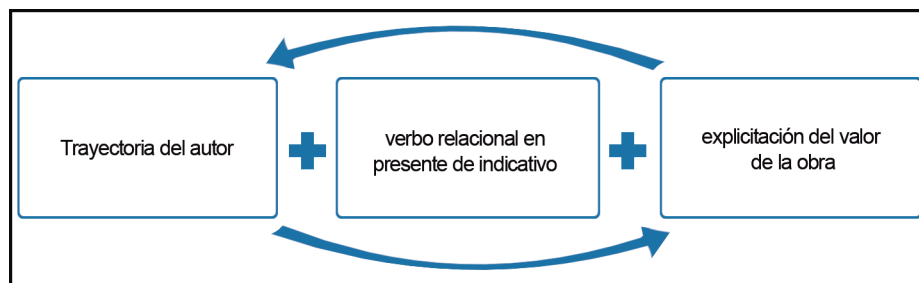 Trayectoria del autor
verbo relacional en
presente de indicativo
explicitación del valor
de la obra